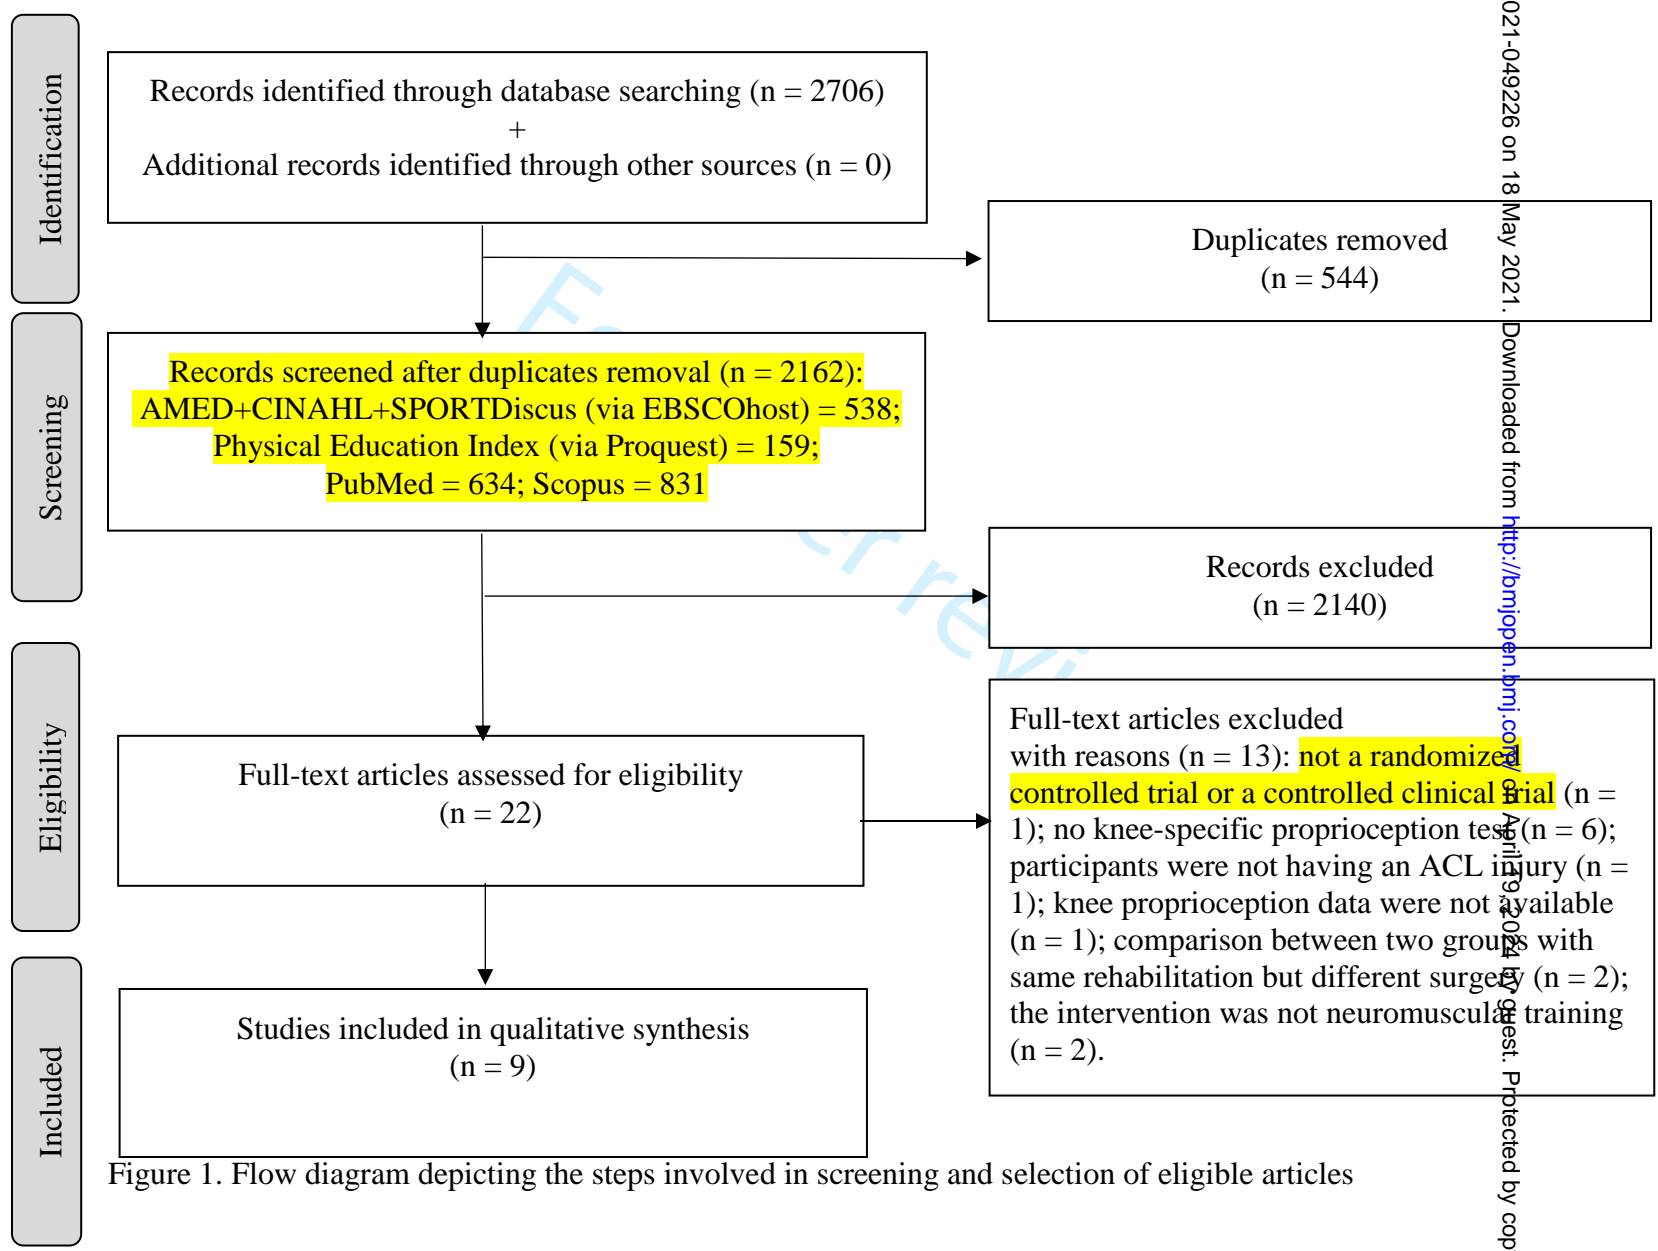 Identification
Records identified through database searching (n = 2706)
+
Additional records identified through other sources (n = 0)
Duplicates removed
(n = 544)
Screening
Records screened after duplicates removal (n = 2162):
AMED+CINAHL+SPORTDiscus (via EBSCOhost) = 538;
Physical Education Index (via Proquest) = 159;
PubMed = 634; Scopus = 831
Records excluded
(n = 2140)
Eligibility
Full-text articles assessed for eligibility
(n = 22)
Full-text articles excluded
with reasons (n = 13): not a randomized
controlled trial or a controlled clinical trial (n =
1); no knee-specific proprioception test (n = 6);
participants were not having an ACL injury (n =
1); knee proprioception data were not available
(n = 1); comparison between two groups with
same rehabilitation but different surgery (n = 2);
the intervention was not neuromuscular training
(n = 2).
Included
Studies included in qualitative synthesis
(n = 9)
Figure 1. Flow diagram depicting the steps involved in screening and selection of eligible articles
021-049226 on 18 May 2021. Downloaded from http://bmjopen.bmj.com/ on April 19, 2024 by guest. Protected by cop